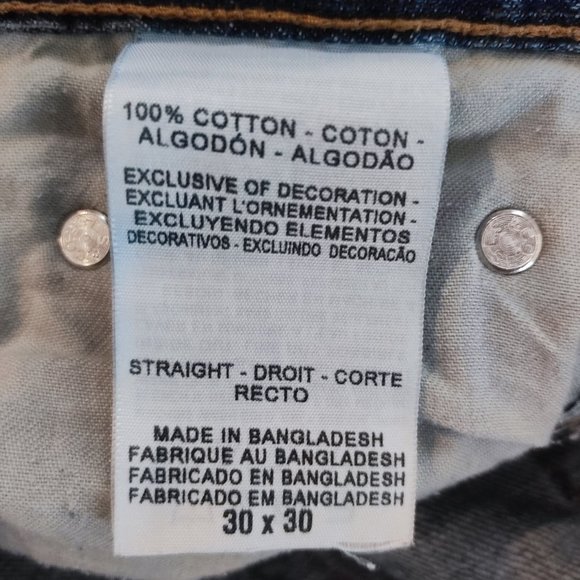 100% COTTON - COTON -
ALGODÓN - ALGODÃO
EXCLUSIVE OF DECORATION -
EXCLUANT L'ORNEMENTATION -
EXCLUYENDO ELEMENTOS
DECORATIVOS - EXCLUINDO DECORACÃO
STRAIGHT - DROIT - CORTE
RECTO
MADE IN BANGLADESH
FABRIQUE AU BANGLADESH
FABRICADO EN BANGLADESH
FABRICADO EM BANGLADESH
30 x 30